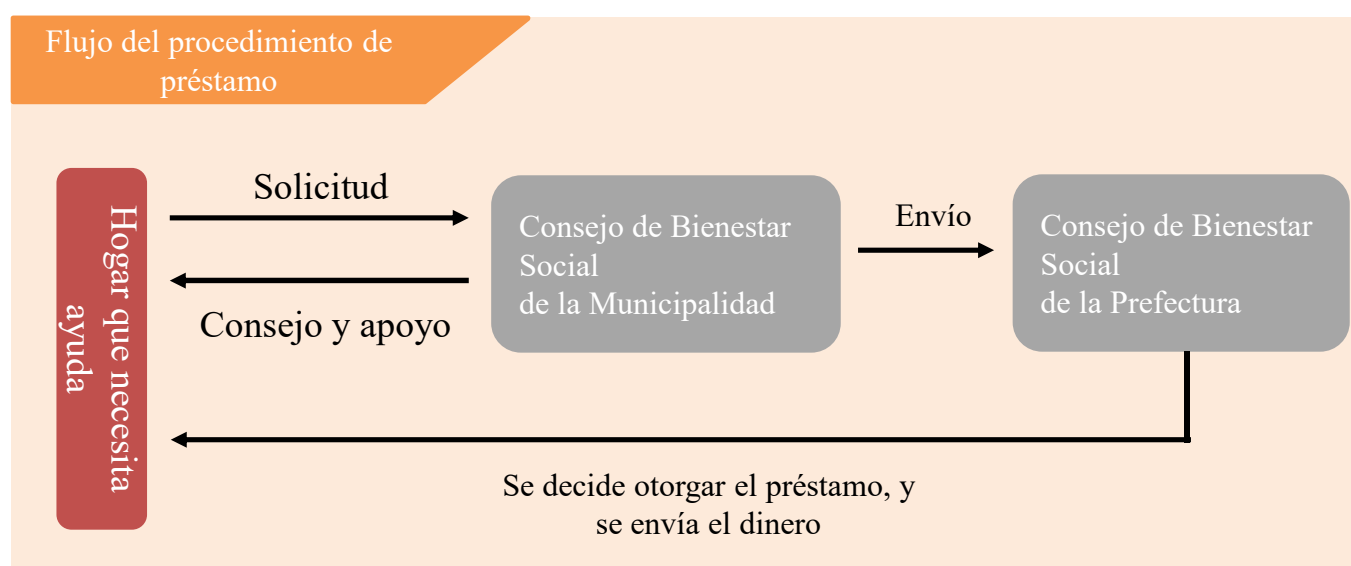 Flujo del procedimiento de
préstamo
Hogar que necesita
ayuda
Solicitud
Consejo y apoyo
Consejo de Bienestar
Social
de la Municipalidad
Envío
Consejo de Bienestar
Social
de la Prefectura
Se decide otorgar el préstamo, y
se envía el dinero